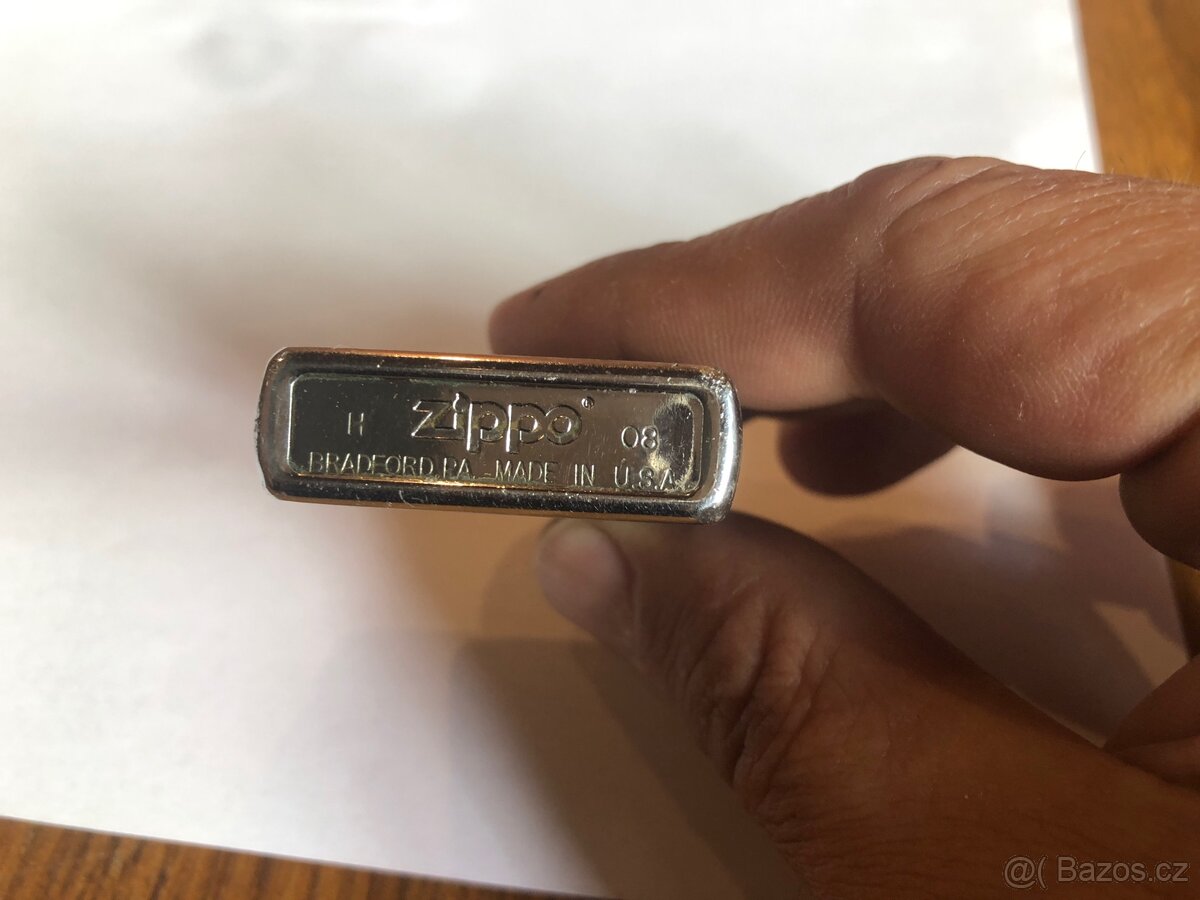 H zippo® 08
BRADFORD, PA. MADE IN U.S.A.
@( Bazos.cz